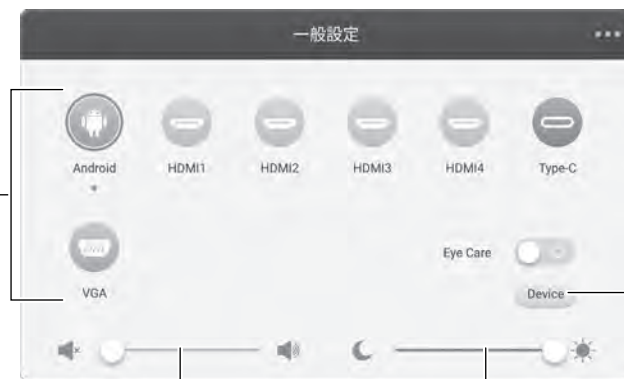 一般設定
Android HDMI1 HDMI2 HDMI3 HDMI4 Type-C
Eye Care
VGA
Device